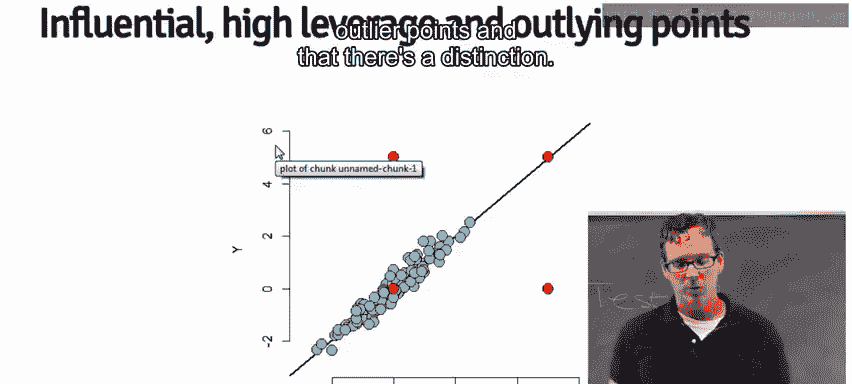 Influential, high leverage and outlying points
outlier points and
that there's a distinction.
6
plot of chunk unnamed-chunk-1
4
2
Y
0
-2
Test